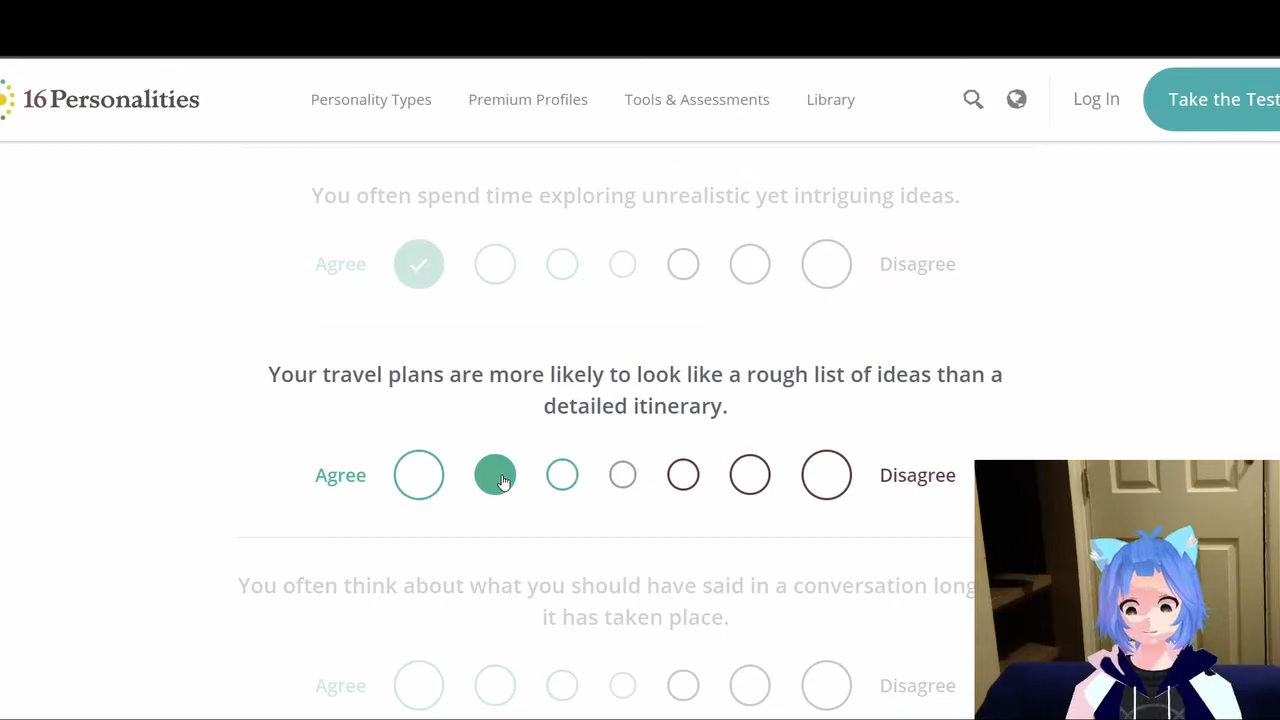 16Personalities
Personality Types
Premium Profiles
Tools & Assessments
Library
Log In
Take the Test
You often spend time exploring unrealistic yet intriguing ideas.
Agree
Disagree
Your travel plans are more likely to look like a rough list of ideas than a
detailed itinerary.
Agree
Disagree
You often think about what you should have said in a conversation long
it has taken place.
Agree
Disagree